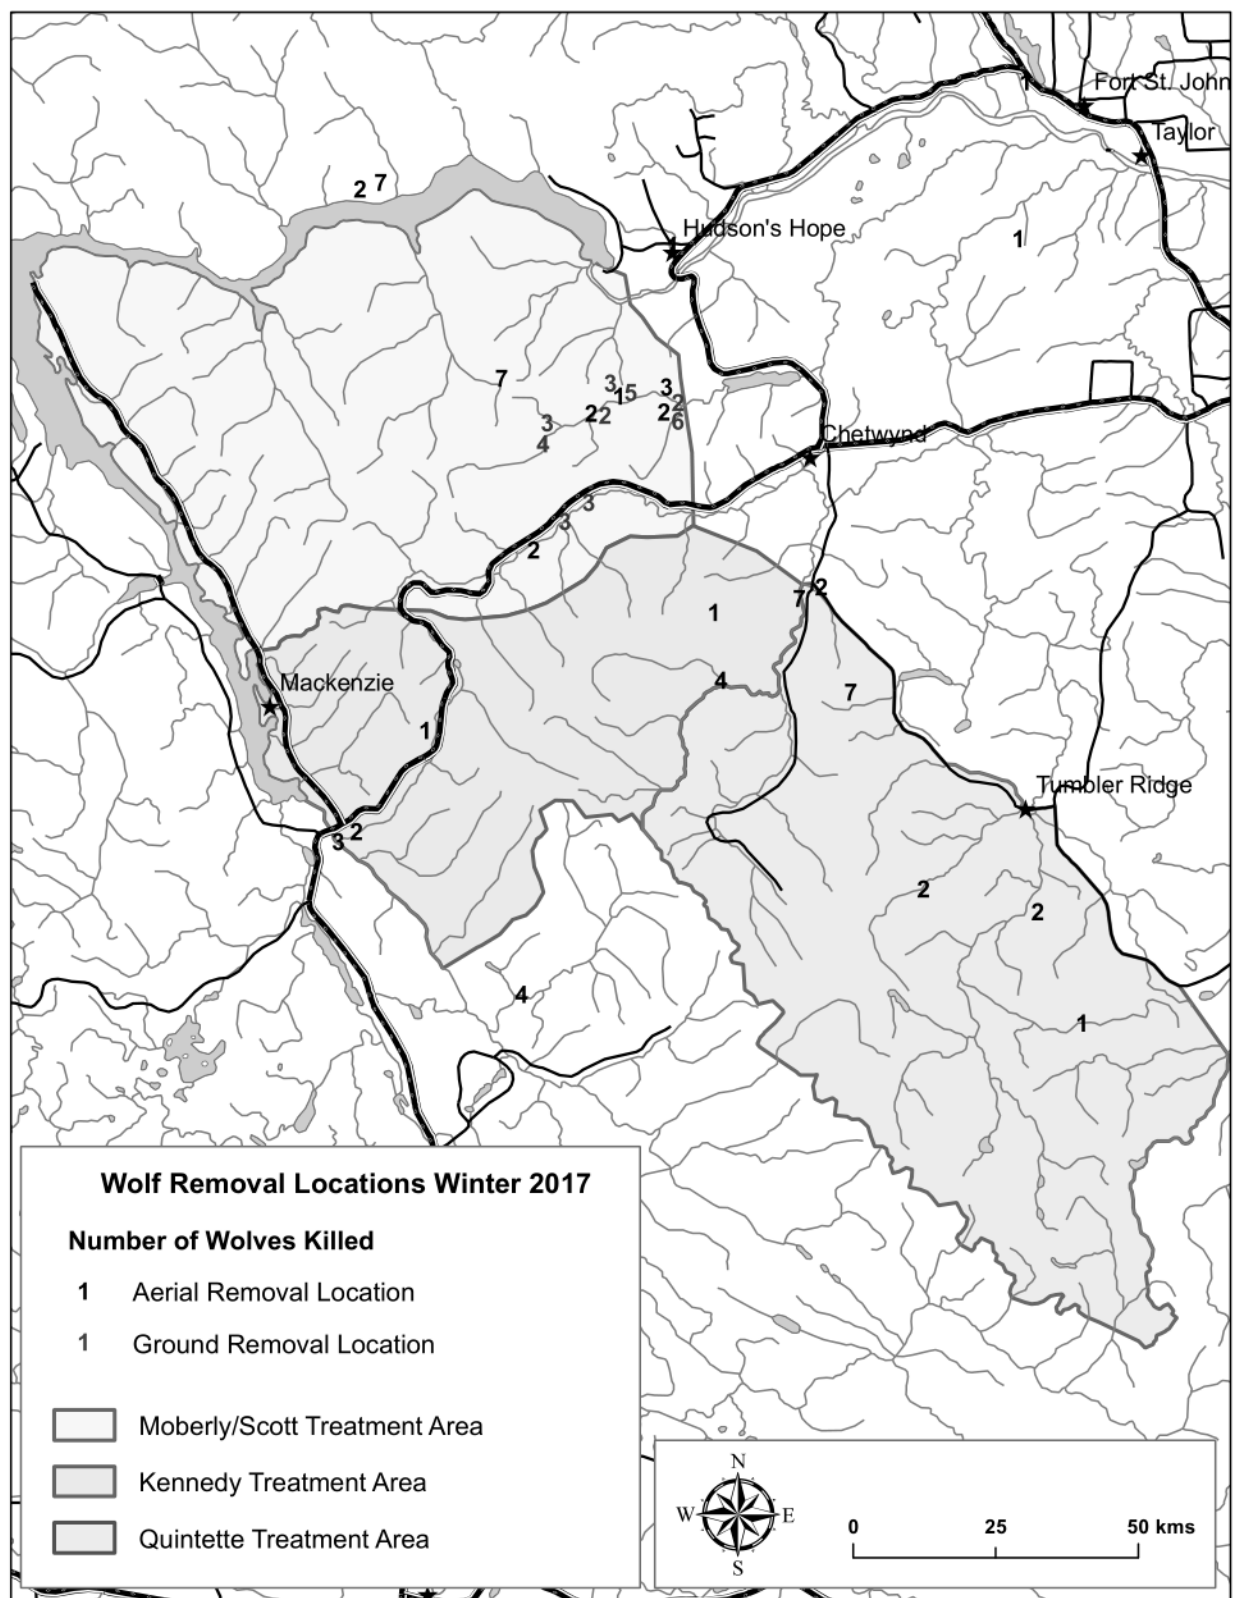 1
Fort St. John
Taylor
2 7
Hudson's Hope
1
7
3
1
5
3
2
2
2
2
6
3
4
Chetwynd
3
3
2
2
7
1
4
7
Mackenzie
1
Tumbler Ridge
2
3
2
2
4
1
Wolf Removal Locations Winter 2017
Number of Wolves Killed
1 Aerial Removal Location
1 Ground Removal Location
Moberly/Scott Treatment Area
Kennedy Treatment Area
Quintette Treatment Area
N
W E
S
0 25 50 kms